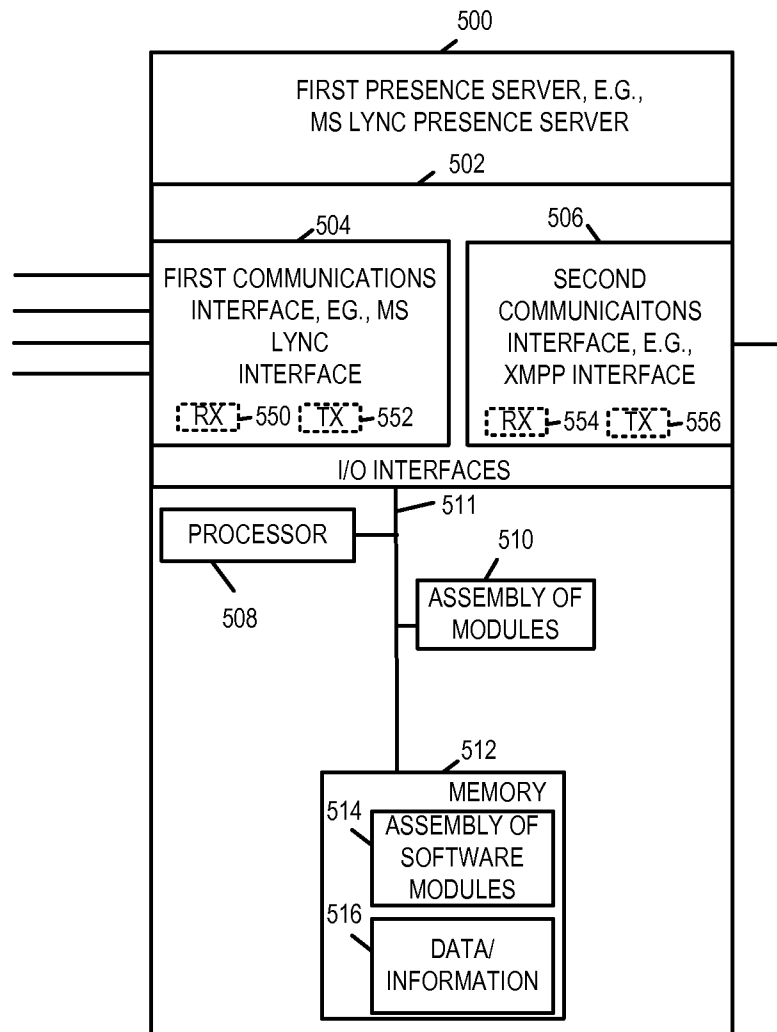 500
FIRST PRESENCE SERVER, E.G.,
MS LYNC PRESENCE SERVER
502
504
FIRST COMMUNICATIONS
INTERFACE, EG., MS
LYNC
INTERFACE
RX 550 TX 552
506
SECOND
COMMUNICAITONS
INTERFACE, E.G.,
XMPP INTERFACE
RX 554 TX 556
I/O INTERFACES
511
PROCESSOR
508
510
ASSEMBLY OF
MODULES
512
MEMORY
514
ASSEMBLY OF
SOFTWARE
MODULES
516
DATA/
INFORMATION